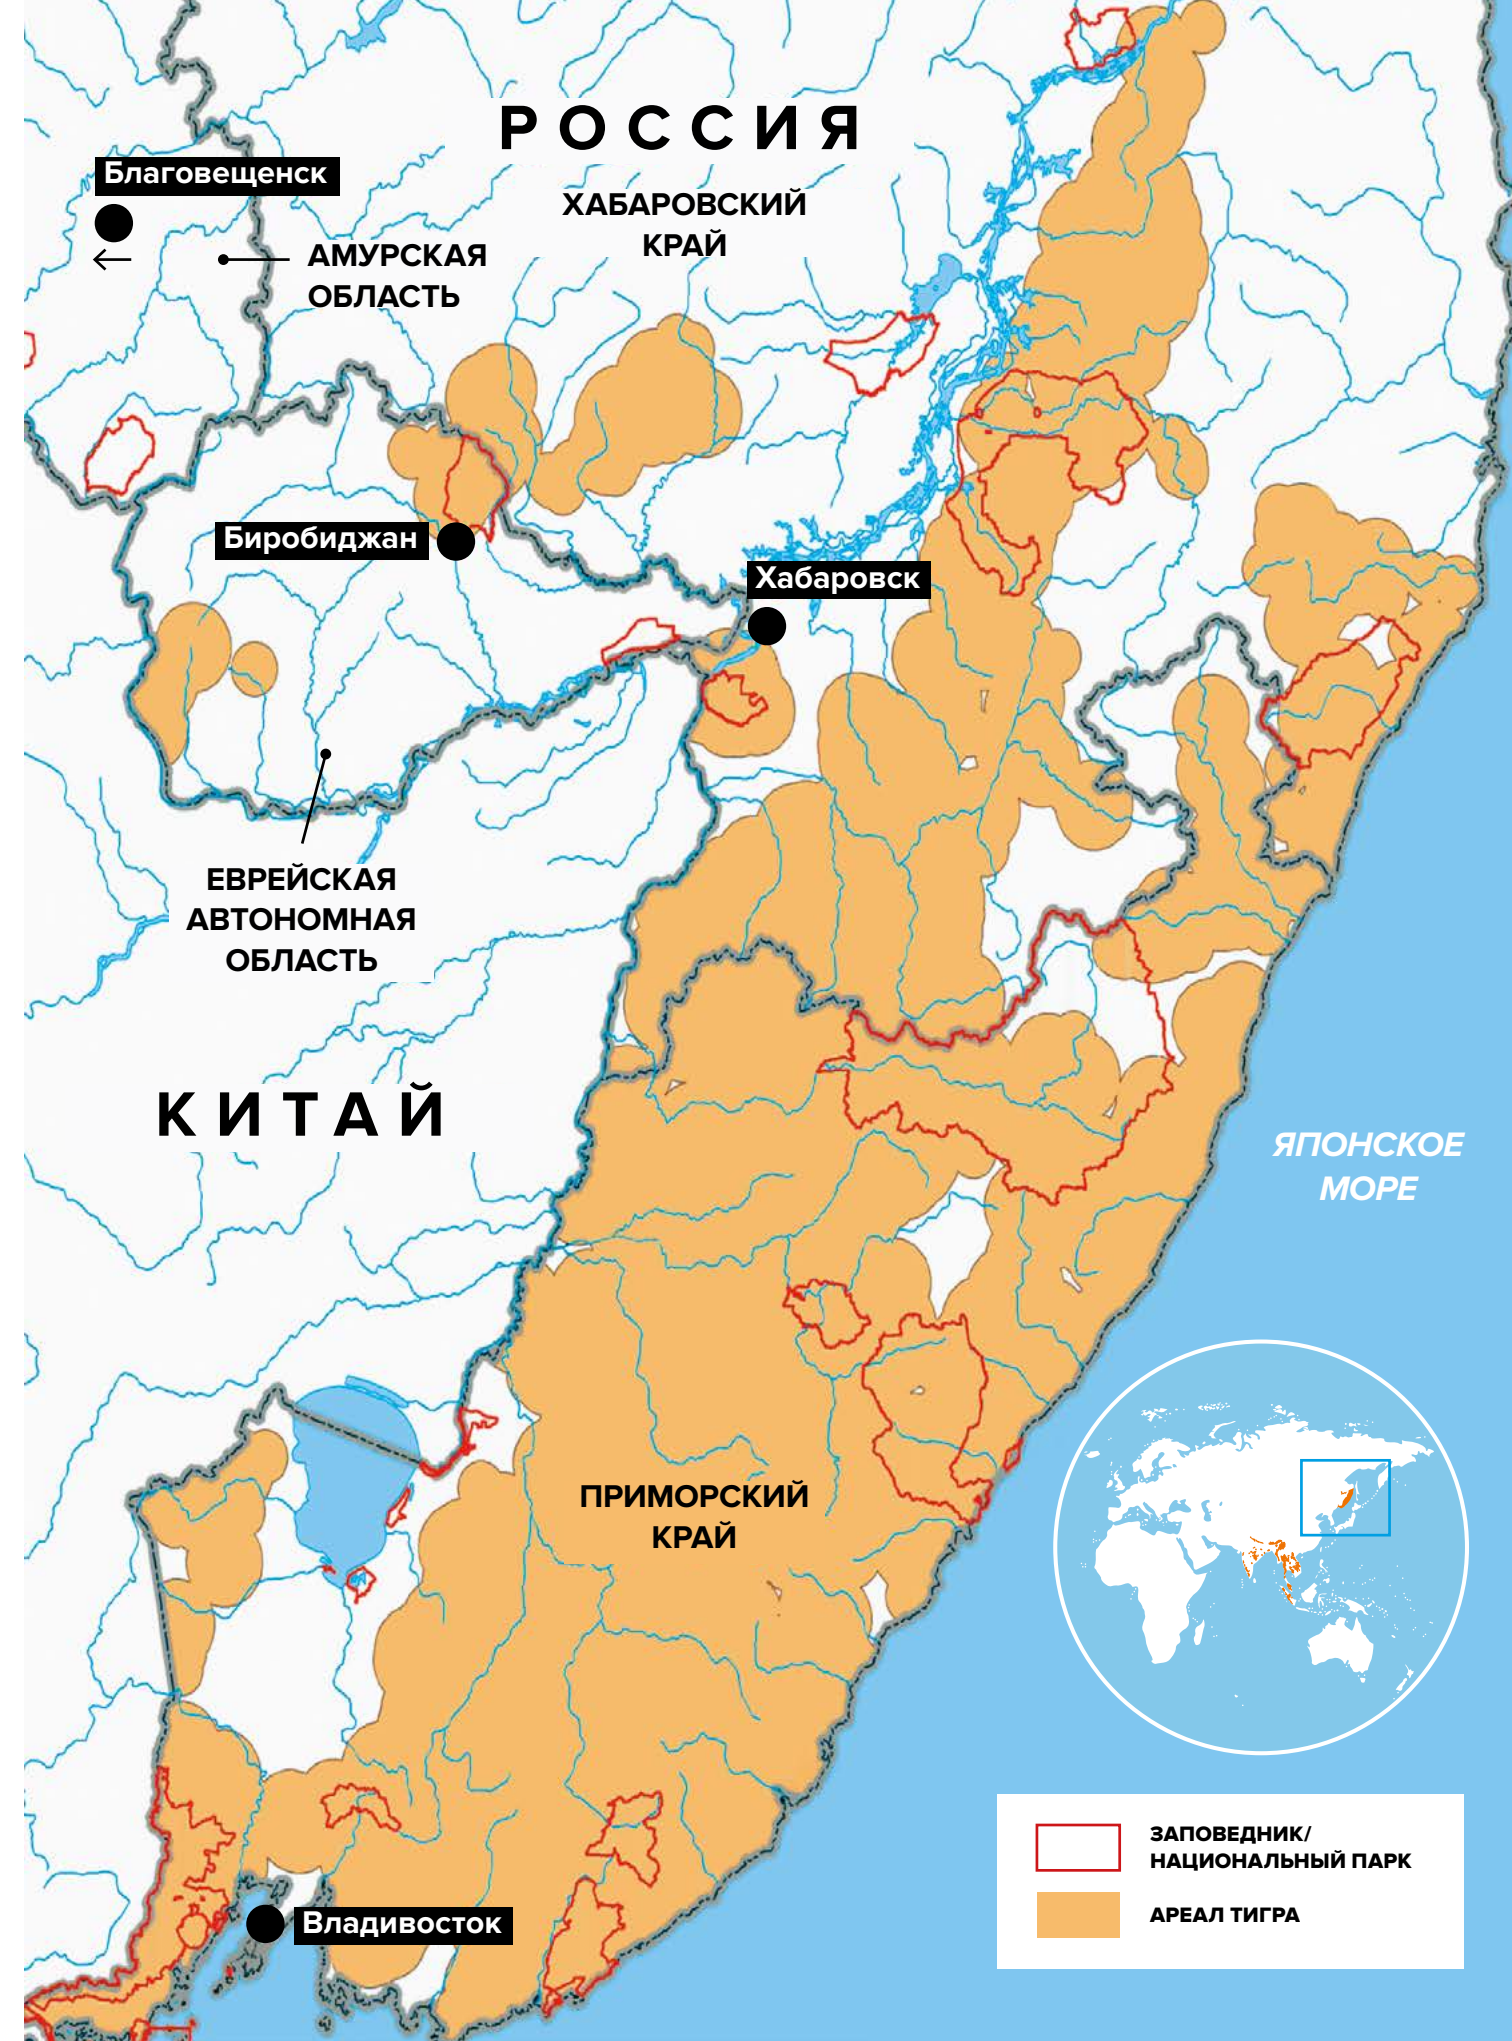 РОССИЯ
Благовещенск
ХАБАРОВСКИЙ
КРАЙ
АМУРСКАЯ
ОБЛАСТЬ
Биробиджан
Хабаровск
ЕВРЕЙСКАЯ
АВТОНОМНАЯ
ОБЛАСТЬ
КИТАЙ
ЯПОНСКОЕ
МОРЕ
ПРИМОРСКИЙ
КРАЙ
ЗАПОВЕДНИК/
НАЦИОНАЛЬНЫЙ ПАРК
АРЕАЛ ТИГРА
Владивосток